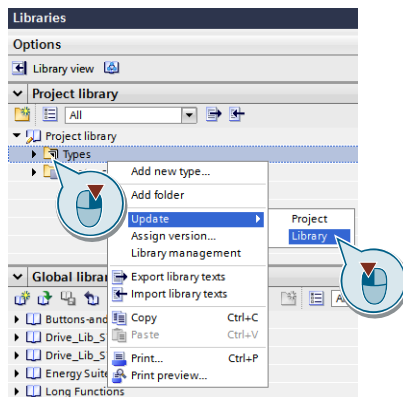 Libraries
Options
Library view
Project library
All
Project library
Types
Add new type...
Add folder
Update
Project
Assign version...
Library
Library management
Global librar
Export library texts
Import library texts
Buttons-and
Copy Ctrl+C
Drive_Lib_S
Paste Ctrl+V
Drive_Lib_S
Print... Ctrl+P
Energy Suite
Print preview...
Long Functions